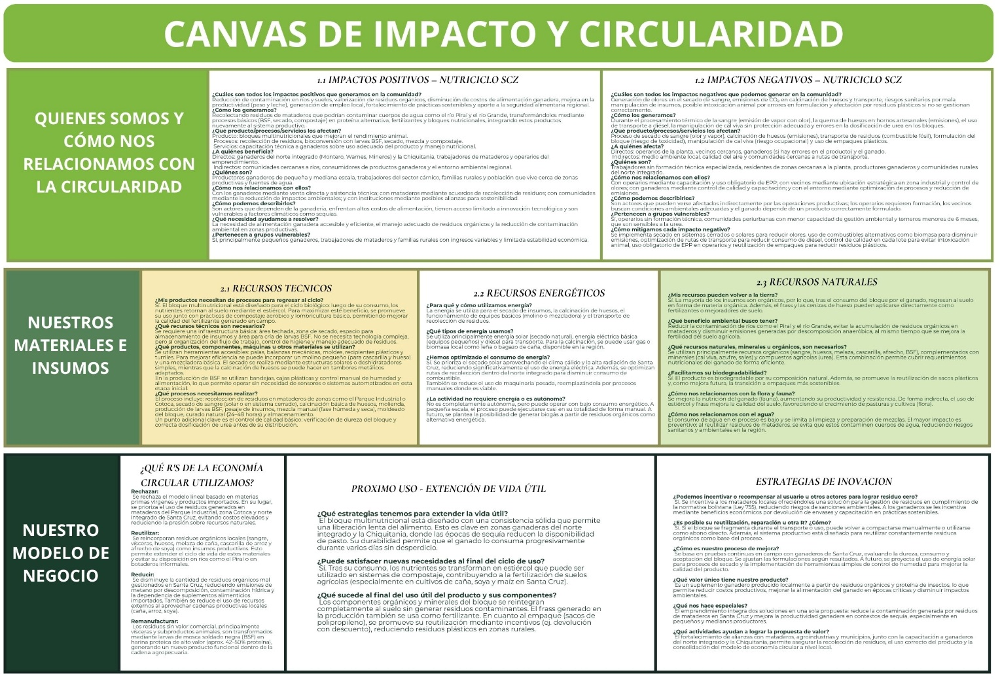 CANVAS DE IMPACTO Y CIRCULARIDAD
QUIENES SOMOS Y
CÓMO NOS
RELACIONAMOS CON
LA CIRCULARIDAD
1.1 IMPACTOS POSITIVOS – NUTRICICLO SCZ
¿Cuáles son todos los impactos positivos que generamos en la comunidad?
Reducción de contaminación en ríos y suelos, valorización de residuos orgánicos, disminución de costos de alimentación ganadera, mejora en la
productividad (peso y leche), generación de empleo local, fortalecimiento de prácticas sostenibles y aporte a la seguridad alimentaria regional.
¿Cómo los generamos?
Recolectando residuos de mataderos que podrían contaminar cuerpos de agua como el río Piraí y el río Grande, transformándolos mediante
procesos básicos (BSF, secado, compostaje) en proteína alternativa, fertilizantes y bloques nutricionales, integrando estos productos
nuevamente al sistema productivo.
¿Qué producto/procesos/servicios los afectan?
Producto: bloques multinutricionales que mejoran el rendimiento animal.
Procesos: recolección de residuos, bioconversión con larvas BSF, secado, mezcla y compostaje.
Servicios: capacitación técnica a ganaderos sobre uso adecuado del producto y manejo nutricional.
¿A quiénes beneficia?
Directos: ganaderos del norte integrado (Montero, Warnes, Mineros) y la Chiquitania, trabajadores de mataderos y operarios del
emprendimiento.
Indirectos: comunidades cercanas a ríos, consumidores de productos ganaderos y el entorno ambiental regional.
¿Quiénes son?
Productores ganaderos de pequeña y mediana escala, trabajadores del sector cárnico, familias rurales y población que vive cerca de zonas
productivas y fuentes de agua.
¿Cómo nos relacionamos con ellos?
Con los ganaderos mediante venta directa y asistencia técnica; con mataderos mediante acuerdos de recolección de residuos; con comunidades
mediante la reducción de impactos ambientales; y con instituciones mediante posibles alianzas para sostenibilidad.
¿Cómo podemos describirlos?
Son actores que dependen de la ganadería, enfrentan altos costos de alimentación, tienen acceso limitado a innovación tecnológica y son
vulnerables a factores climáticos como sequías.
¿Qué necesidad ayudamos a resolver?
La necesidad de alimentación ganadera accesible y eficiente, el manejo adecuado de residuos orgánicos y la reducción de contaminación
ambiental en zonas productivas.
¿Pertenecen a grupos vulnerables?
Sí, principalmente pequeños ganaderos, trabajadores de mataderos y familias rurales con ingresos variables y limitada estabilidad económica.
1.2 IMPACTOS NEGATIVOS – NUTRICICLO SCZ
¿Cuáles son todos los impactos negativos que podemos generar en la comunidad?
Generación de olores en el secado de sangre, emisiones de CO₂ por calcinación de huesos y transporte, riesgos sanitarios por mala
manipulación de insumos, posible intoxicación animal por errores en formulación y afectación por residuos plásticos si no se gestionan
correctamente.
¿Cómo los generamos?
Durante el procesamiento térmico de la sangre (emisión de vapor con olor), la quema de huesos en hornos artesanales (emisiones), el uso
de transporte a diésel, la manipulación de cal viva sin protección adecuada y errores en la dosificación de urea en los bloques.
¿Qué producto/procesos/servicios los afectan?
Proceso de secado de sangre (olor y vapor), calcinación de huesos (emisiones), transporte de residuos (combustible fósil), formulación del
bloque (riesgo de toxicidad), manipulación de cal viva (riesgo ocupacional) y uso de empaques plásticos.
¿A quiénes afecta?
Directos: operarios de la planta, vecinos cercanos, ganaderos (si hay errores en el producto) y el ganado.
Indirectos: medio ambiente local, calidad del aire y comunidades cercanas a rutas de transporte.
¿Quiénes son?
Trabajadores sin formación técnica especializada, residentes de zonas cercanas a la planta, productores ganaderos y comunidades rurales
del norte integrado.
¿Cómo nos relacionamos con ellos?
Con operarios mediante capacitación y uso obligatorio de EPP; con vecinos mediante ubicación estratégica en zona industrial y control de
olores; con ganaderos mediante control de calidad y capacitación; y con el entorno mediante optimización de procesos y reducción de
emisiones.
¿Cómo podemos describirlos?
Son actores que pueden verse afectados indirectamente por las operaciones productivas; los operarios requieren formación, los vecinos
buscan condiciones ambientales adecuadas y el ganado depende de un producto correctamente formulado.
¿Pertenecen a grupos vulnerables?
Sí, operarios sin formación técnica, comunidades periurbanas con menor capacidad de gestión ambiental y terneros menores de 6 meses,
que son sensibles a la urea.
¿Cómo mitigamos cada impacto negativo?
Se implementa secado en sistemas cerrados o solares para reducir olores, uso de combustibles alternativos como biomasa para disminuir
emisiones, optimización de rutas de transporte para reducir consumo de diésel, control de calidad en cada lote para evitar intoxicación
animal, uso obligatorio de EPP en operarios y reutilización de empaques para reducir residuos plásticos.
NUESTROS
MATERIALES E
INSUMOS
2.1 RECURSOS TECNICOS
¿Mis productos necesitan de procesos para regresar al ciclo?
Sí. El bloque multinutricional está diseñado para el ciclo biológico: luego de su consumo, los
nutrientes retornan al suelo mediante el estiércol. Para maximizar este beneficio, se promueve
su uso junto con prácticas de compostaje aeróbico y lombricultura básica, permitiendo mejorar
la calidad del fertilizante generado en campo.
¿Qué recursos técnicos son necesarios?
Se requiere una infraestructura básica: área techada, zona de secado, espacio para
almacenamiento de insumos y área para cría de larvas BSF. No se necesita tecnología compleja,
pero sí organización del flujo de trabajo, control de higiene y manejo adecuado de residuos.
¿Qué productos, componentes, máquinas u otros materiales se utilizan?
Se utilizan herramientas accesibles: palas, balanzas mecánicas, moldes, recipientes plásticos y
turriles. Para mejorar eficiencia se puede incorporar un molino pequeño (para cascarilla y hueso)
y una mezcladora básica. El secado se realiza mediante estructuras solares o deshidratadores
simples, mientras que la calcinación de huesos se puede hacer en tambores metálicos
adaptados.
En la producción de BSF se utilizan bandejas, cajas plásticas y control manual de humedad y
alimentación, lo que permite operar sin necesidad de sensores o sistemas automatizados en esta
etapa inicial.
¿Qué procesos necesitamos realizar?
El proceso incluye: recolección de residuos en mataderos de zonas como el Parque Industrial o
Cotoca, secado de sangre (solar o en sistema cerrado), calcinación básica de huesos, molienda,
producción de larvas BSF, pesaje de insumos, mezcla manual (fase húmeda y seca), moldeado
del bloque, curado natural (24–48 horas) y almacenamiento.
Un punto adicional clave es el control de calidad básico: verificación de dureza del bloque y
correcta dosificación de urea antes de su distribución.
2.2 RECURSOS ENERGÉTICOS
¿Para qué y cómo utilizamos energía?
La energía se utiliza para el secado de insumos, la calcinación de huesos, el
funcionamiento de equipos básicos (molino o mezcladora) y el transporte de
recolección de residuos.
¿Qué tipos de energía usamos?
Se utiliza principalmente energía solar (secado natural), energía eléctrica básica
(equipos pequeños) y diésel para transporte. Para la calcinación, se puede usar gas o
biomasa local como leña o bagazo de caña, disponible en la región.
¿Hemos optimizado el consumo de energía?
Sí. Se prioriza el secado solar aprovechando el clima cálido y la alta radiación de Santa
Cruz, reduciendo significativamente el uso de energía eléctrica. Además, se optimizan
rutas de recolección dentro del norte integrado para disminuir consumo de
combustible.
También se reduce el uso de maquinaria pesada, reemplazándola por procesos
manuales donde es viable.
¿La actividad no requiere energía o es autónoma?
No es completamente autónoma, pero puede operar con bajo consumo energético. A
pequeña escala, el proceso puede ejecutarse casi en su totalidad de forma manual. A
futuro, se plantea la posibilidad de generar biogás a partir de residuos orgánicos como
alternativa energética.
2.3 RECURSOS NATURALES
¿Mis recursos pueden volver a la tierra?
Sí. La mayoría de los insumos son orgánicos, por lo que, tras el consumo del bloque por el ganado, regresan al suelo
en forma de materia orgánica. Además, el frass y las cenizas de hueso pueden aplicarse directamente como
fertilizantes o mejoradores de suelo.
¿Qué beneficio ambiental busco tener?
Reducir la contaminación de ríos como el Piraí y el río Grande, evitar la acumulación de residuos orgánicos en
mataderos y disminuir emisiones generadas por descomposición anaeróbica, al mismo tiempo que se mejora la
fertilidad del suelo agrícola.
¿Qué recursos naturales, minerales u orgánicos, son necesarios?
Se utilizan principalmente recursos orgánicos (sangre, huesos, melaza, cascarilla, afrecho, BSF), complementados con
minerales (cal viva, azufre, sales) y compuestos agrícolas (urea). Esta combinación permite cubrir requerimientos
nutricionales del ganado de forma eficiente.
¿Facilitamos su biodegradabilidad?
Sí. El producto es biodegradable por su composición natural. Además, se promueve la reutilización de sacos plásticos
y, como mejora futura, la transición a empaques más sostenibles.
¿Cómo nos relacionamos con la flora y fauna?
Se mejora la nutrición del ganado (fauna), aumentando su productividad y resistencia. De forma indirecta, el uso de
estiércol y frass mejora la calidad del suelo, favoreciendo el crecimiento de pasturas y cultivos (flora).
¿Cómo nos relacionamos con el agua?
El consumo de agua en el proceso es bajo y se limita a limpieza y preparación de mezclas. El mayor impacto es
preventivo: al reutilizar residuos de mataderos, se evita que estos contaminen cuerpos de agua, reduciendo riesgos
sanitarios y ambientales en la región.
NUESTRO
MODELO DE
NEGOCIO
¿QUÉ R'S DE LA ECONOMÍA
CIRCULAR UTILIZAMOS?
Rechazar:
Se rechaza el modelo lineal basado en materias
primas vírgenes y productos importados. En su lugar,
se prioriza el uso de residuos generados en
mataderos del Parque Industrial, zona Cotoca y norte
integrado de Santa Cruz, evitando costos elevados y
reduciendo la presión sobre recursos naturales.
Reutilizar:
Se reincorporan residuos orgánicos locales (sangre,
vísceras, huesos, melaza de caña, cascarilla de arroz y
afrecho de soya) como insumos productivos. Esto
permite extender el ciclo de vida de estos materiales
y evitar su disposición en ríos como el Piraí o en
botaderos informales.
Reducir:
Se disminuye la cantidad de residuos orgánicos mal
gestionados en Santa Cruz, reduciendo emisiones de
metano por descomposición, contaminación hídrica y
la dependencia de suplementos alimenticios
importados. También se reduce el uso de recursos
externos al aprovechar cadenas productivas locales
(caña, arroz, soya).
Remanufacturar:
Los residuos sin valor comercial, principalmente
vísceras y subproductos animales, son transformados
mediante larvas de mosca soldado negra (BSF) en
harina proteica de alto valor (aprox. 42–50% proteína),
generando un nuevo producto funcional dentro de la
cadena agropecuaria.
PROXIMO USO - EXTENCIÓN DE VIDA ÚTIL
¿Qué estrategias tenemos para extender la vida útil?
El bloque multinutricional está diseñado con una consistencia sólida que permite
una liberación lenta del alimento. Esto es clave en zonas ganaderas del norte
integrado y la Chiquitania, donde las épocas de sequía reducen la disponibilidad
de pasto. Su durabilidad permite que el ganado lo consuma progresivamente
durante varios días sin desperdicio.
¿Puede satisfacer nuevas necesidades al final del ciclo de uso?
Sí. Tras su consumo, los nutrientes se transforman en estiércol que puede ser
utilizado en sistemas de compostaje, contribuyendo a la fertilización de suelos
agrícolas (especialmente en cultivos de caña, soya y maíz en Santa Cruz).
¿Qué sucede al final del uso útil del producto y sus componentes?
Los componentes orgánicos y minerales del bloque se reintegran
completamente al suelo sin generar residuos contaminantes. El frass generado en
la producción también se usa como fertilizante. En cuanto al empaque (sacos de
polipropileno), se promueve su reutilización mediante incentivos (ej. devolución
con descuento), reduciendo residuos plásticos en zonas rurales.
ESTRATEGIAS DE INOVACION
¿Podemos incentivar o recompensar al usuario u otros actores para lograr residuo cero?
Sí. Se incentiva a los mataderos locales ofreciéndoles una solución para la gestión de residuos en cumplimiento de
la normativa boliviana (Ley 755), reduciendo riesgos de sanciones ambientales. A los ganaderos se les incentiva
mediante beneficios económicos por devolución de envases y capacitación en prácticas sostenibles.
¿Es posible su reutilización, reparación u otra R? ¿Cómo?
Sí. Si el bloque se fragmenta durante el transporte o uso, puede volver a compactarse manualmente o utilizarse
como abono directo. Además, el sistema productivo está diseñado para reutilizar constantemente residuos
orgánicos como base del proceso.
¿Cómo es nuestro proceso de mejora?
Se basa en pruebas continuas en campo con ganaderos de Santa Cruz, evaluando la dureza, consumo y
aceptación del bloque. Se ajustan las formulaciones según resultados. A futuro, se proyecta el uso de energía solar
para procesos de secado y la implementación de herramientas simples de control de humedad para mejorar la
calidad del producto.
¿Qué valor único tiene nuestro producto?
Es un suplemento ganadero producido localmente a partir de residuos orgánicos y proteína de insectos, lo que
permite reducir costos productivos, mejorar la alimentación del ganado en épocas críticas y disminuir impactos
ambientales.
¿Qué nos hace especiales?
El emprendimiento integra dos soluciones en una sola propuesta: reduce la contaminación generada por residuos
de mataderos en Santa Cruz y mejora la productividad ganadera en contextos de sequía, especialmente en
pequeños y medianos productores.
¿Qué actividades ayudan a lograr la propuesta de valor?
El fortalecimiento de alianzas con mataderos, agroindustrias y municipios, junto con la capacitación a ganaderos
del norte integrado y la Chiquitania, permite asegurar la recolección de residuos, el uso correcto del producto y la
consolidación del modelo de economía circular a nivel local.